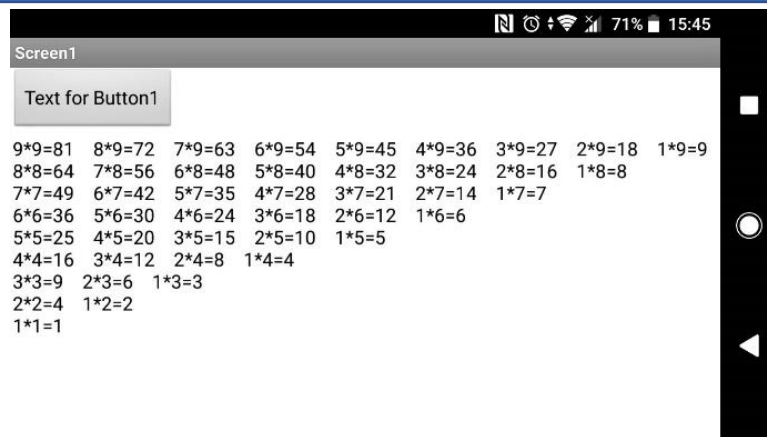 71% 15:45
Screen1
Text for Button1
9*9=81 8*9=72 7*9=63 6*9=54 5*9=45 4*9=36 3*9=27 2*9=18 1*9=9
8*8=64 7*8=56 6*8=48 5*8=40 4*8=32 3*8=24 2*8=16 1*8=8
7*7=49 6*7=42 5*7=35 4*7=28 3*7=21 2*7=14 1*7=7
6*6=36 5*6=30 4*6=24 3*6=18 2*6=12 1*6=6
5*5=25 4*5=20 3*5=15 2*5=10 1*5=5
4*4=16 3*4=12 2*4=8 1*4=4
3*3=9 2*3=6 1*3=3
2*2=4 1*2=2
1*1=1